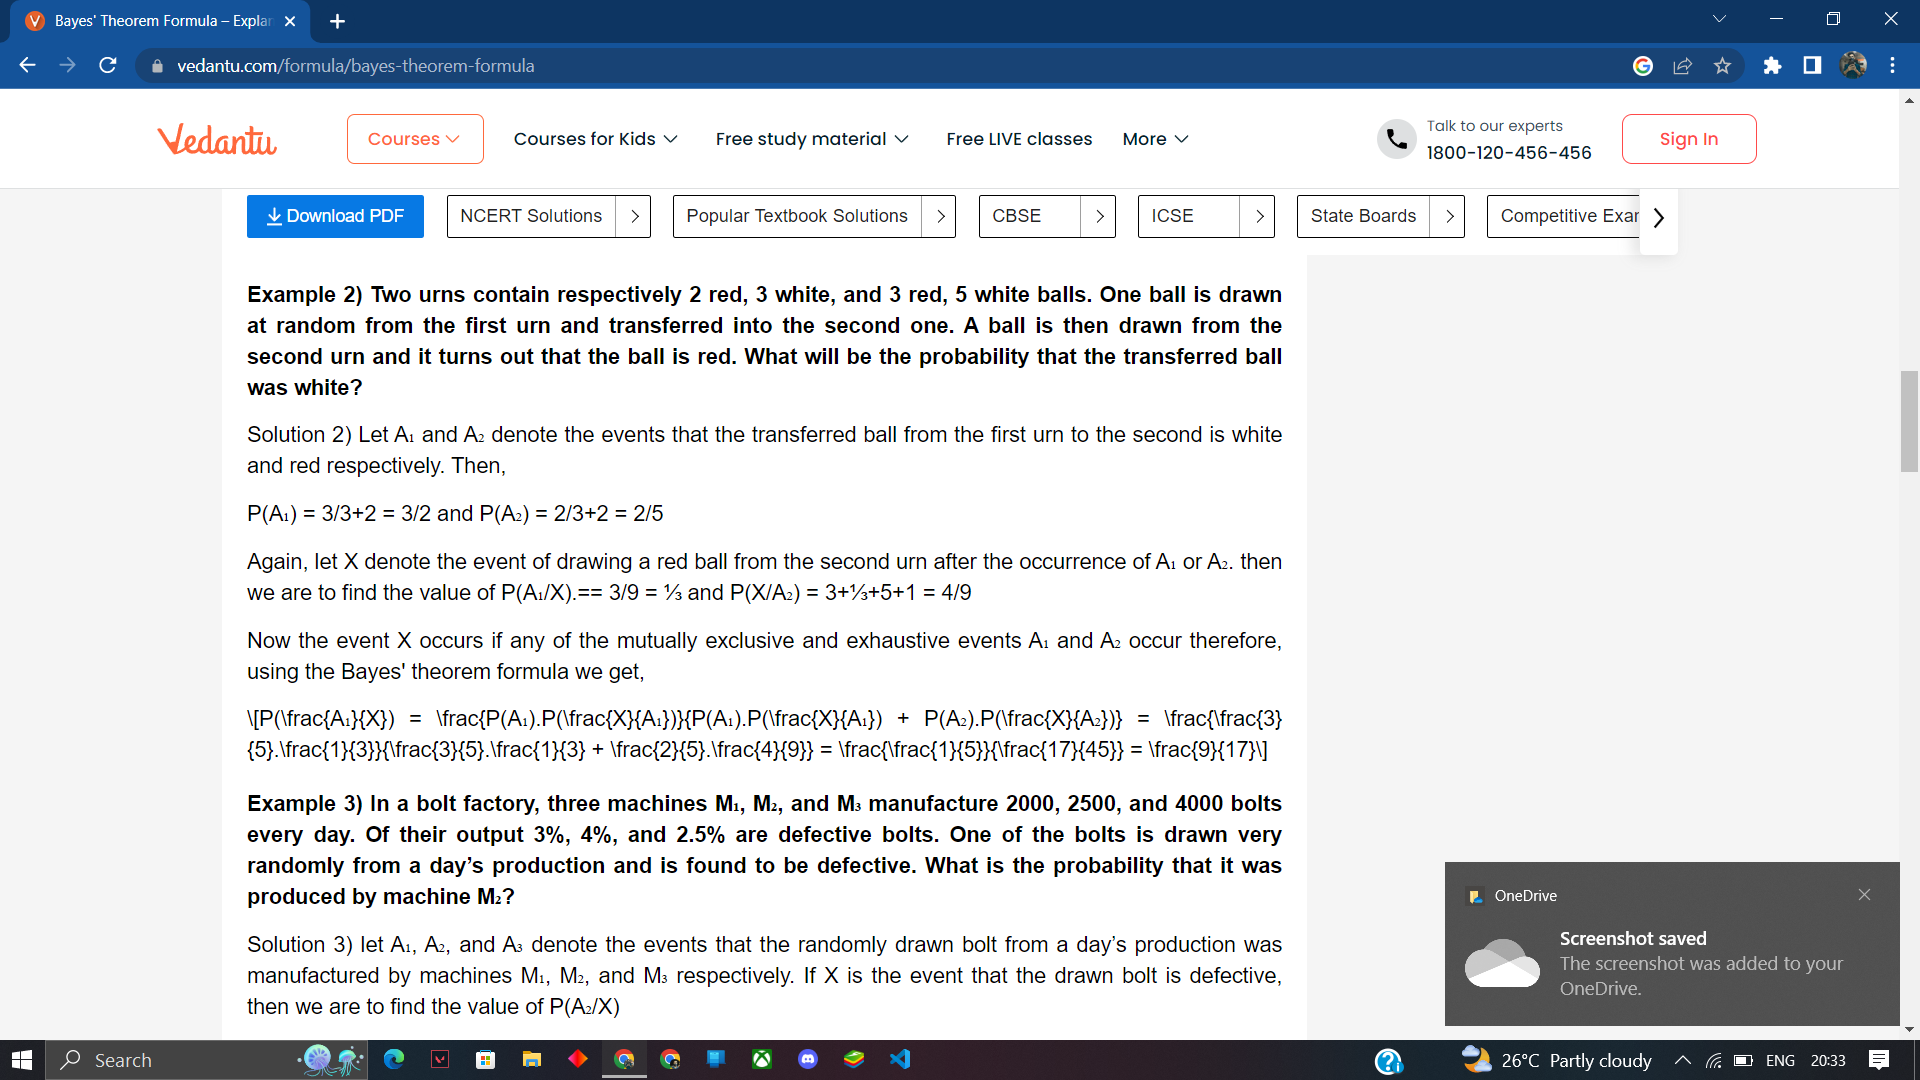 Bayes' Theorem Formula – Explan
vedantu.com/formula/bayes-theorem-formula
Vedantu
Courses
Courses for Kids
Free study material
Free LIVE classes
More
Talk to our experts
1800-120-456-456
Sign In
Download PDF
NCERT Solutions
Popular Textbook Solutions
CBSE
ICSE
State Boards
Competitive Exar
Example 2) Two urns contain respectively 2 red, 3 white, and 3 red, 5 white balls. One ball is drawn
at random from the first urn and transferred into the second one. A ball is then drawn from the
second urn and it turns out that the ball is red. What will be the probability that the transferred ball
was white?
Solution 2) Let A₁ and A₂ denote the events that the transferred ball from the first urn to the second is white
and red respectively. Then,
P(A₁) = 3/3+2 = 3/2 and P(A₂) = 2/3+2 = 2/5
Again, let X denote the event of drawing a red ball from the second urn after the occurrence of A₁ or A₂. then
we are to find the value of P(A₁/X).== 3/9 = ⅓ and P(X/A₂) = 3+⅓+5+1 = 4/9
Now the event X occurs if any of the mutually exclusive and exhaustive events A₁ and A₂ occur therefore,
using the Bayes' theorem formula we get,
\[P(\frac{A₁}{X}) = \frac{P(A₁).P(\frac{X}{A₁})}{P(A₁).P(\frac{X}{A₁}) + P(A₂).P(\frac{X}{A₂})} = \frac{\frac{3}
{5}.\frac{1}{3}}{\frac{3}{5}.\frac{1}{3} + \frac{2}{5}.\frac{4}{9}} = \frac{\frac{1}{5}}{\frac{17}{45}} = \frac{9}{17}\]
Example 3) In a bolt factory, three machines M₁, M₂, and M₃ manufacture 2000, 2500, and 4000 bolts
every day. Of their output 3%, 4%, and 2.5% are defective bolts. One of the bolts is drawn very
randomly from a day’s production and is found to be defective. What is the probability that it was
produced by machine M₂?
Solution 3) let A₁, A₂, and A₃ denote the events that the randomly drawn bolt from a day’s production was
manufactured by machines M₁, M₂, and M₃ respectively. If X is the event that the drawn bolt is defective,
then we are to find the value of P(A₂/X)
OneDrive
Screenshot saved
The screenshot was added to your
OneDrive.
Search
26°C Partly cloudy
ENG
20:33